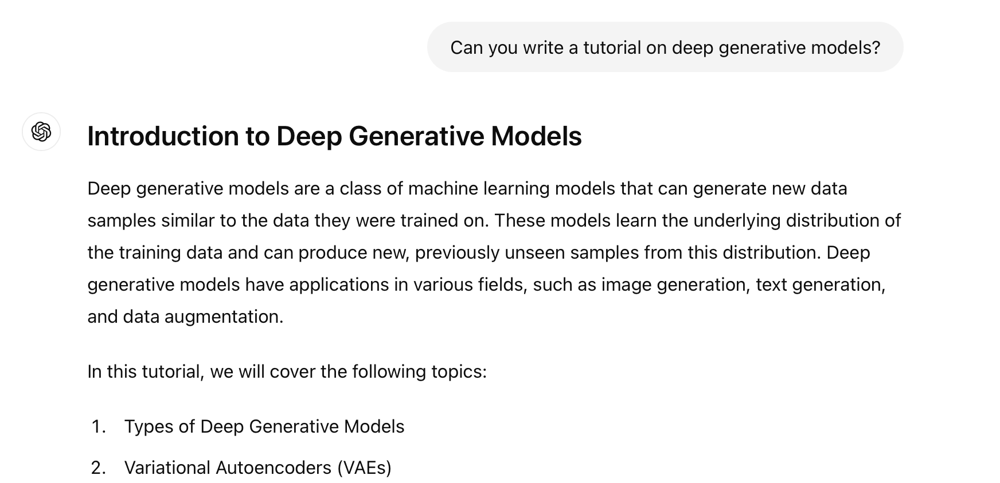 Can you write a tutorial on deep generative models?
Introduction to Deep Generative Models
Deep generative models are a class of machine learning models that can generate new data
samples similar to the data they were trained on. These models learn the underlying distribution of
the training data and can produce new, previously unseen samples from this distribution. Deep
generative models have applications in various fields, such as image generation, text generation,
and data augmentation.
In this tutorial, we will cover the following topics:
1. Types of Deep Generative Models
2. Variational Autoencoders (VAEs)